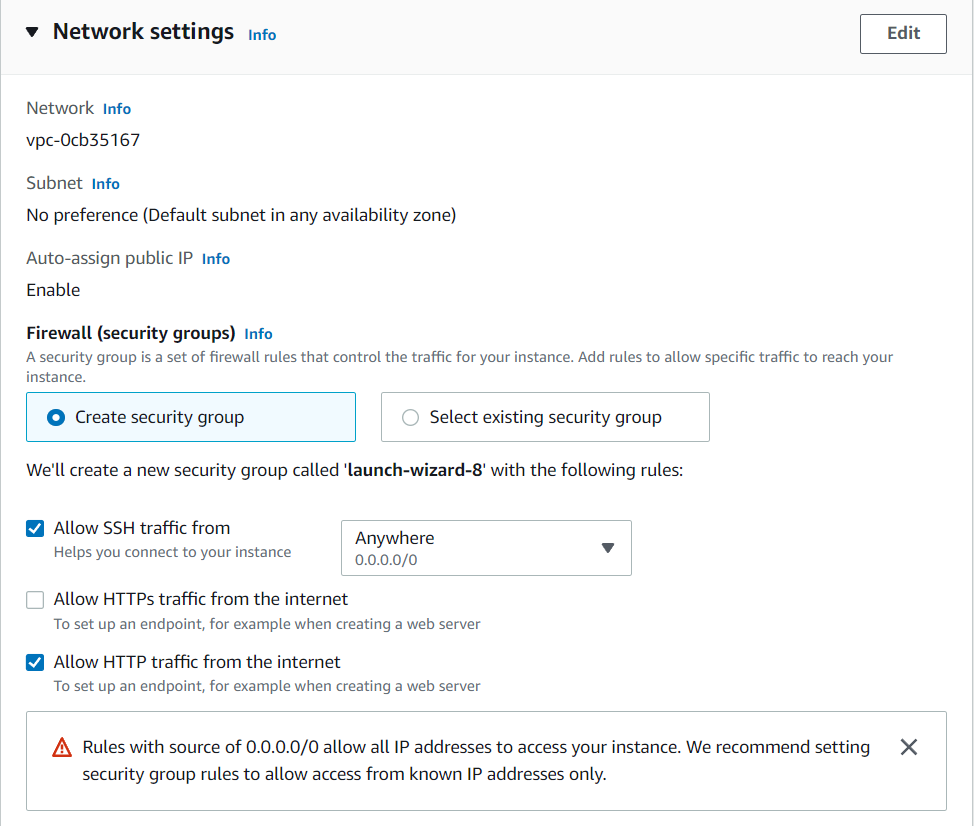 Network settings Info
Edit
Network Info
vpc-0cb35167
Subnet Info
No preference (Default subnet in any availability zone)
Auto-assign public IP Info
Enable
Firewall (security groups) Info
A security group is a set of firewall rules that control the traffic for your instance. Add rules to allow specific traffic to reach your
instance.
Create security group
Select existing security group
We'll create a new security group called 'launch-wizard-8' with the following rules:
Allow SSH traffic from
Helps you connect to your instance
Anywhere
0.0.0.0/0
Allow HTTPs traffic from the internet
To set up an endpoint, for example when creating a web server
Allow HTTP traffic from the internet
To set up an endpoint, for example when creating a web server
Rules with source of 0.0.0.0/0 allow all IP addresses to access your instance. We recommend setting
security group rules to allow access from known IP addresses only.